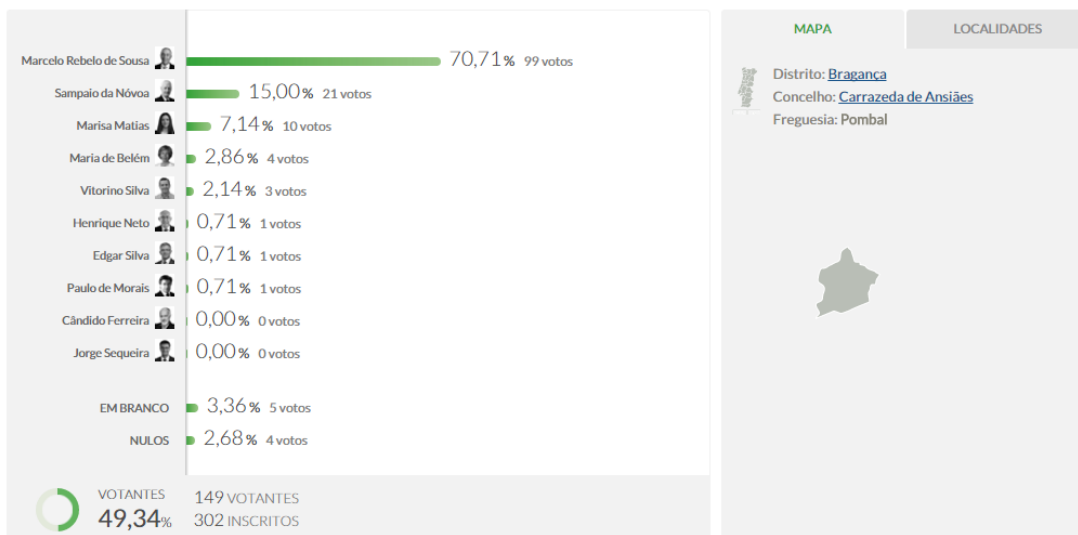 Marcelo Rebelo de Sousa 70,71% 99 votos
Sampaio da Nóvoa 15,00% 21 votos
Marisa Matias 7,14% 10 votos
Maria de Belém 2,86% 4 votos
Vitorino Silva 2,14% 3 votos
Henrique Neto 0,71% 1 votos
Edgar Silva 0,71% 1 votos
Paulo de Morais 0,71% 1 votos
Cândido Ferreira 0,00% 0 votos
Jorge Sequeira 0,00% 0 votos
EM BRANCO 3,36% 5 votos
NULOS 2,68% 4 votos
VOTANTES
49,34%
149 VOTANTES
302 INSCRITOS
MAPA
LOCALIDADES
Distrito: Bragança
Concelho: Carrazeda de Ansiães
Freguesia: Pombal